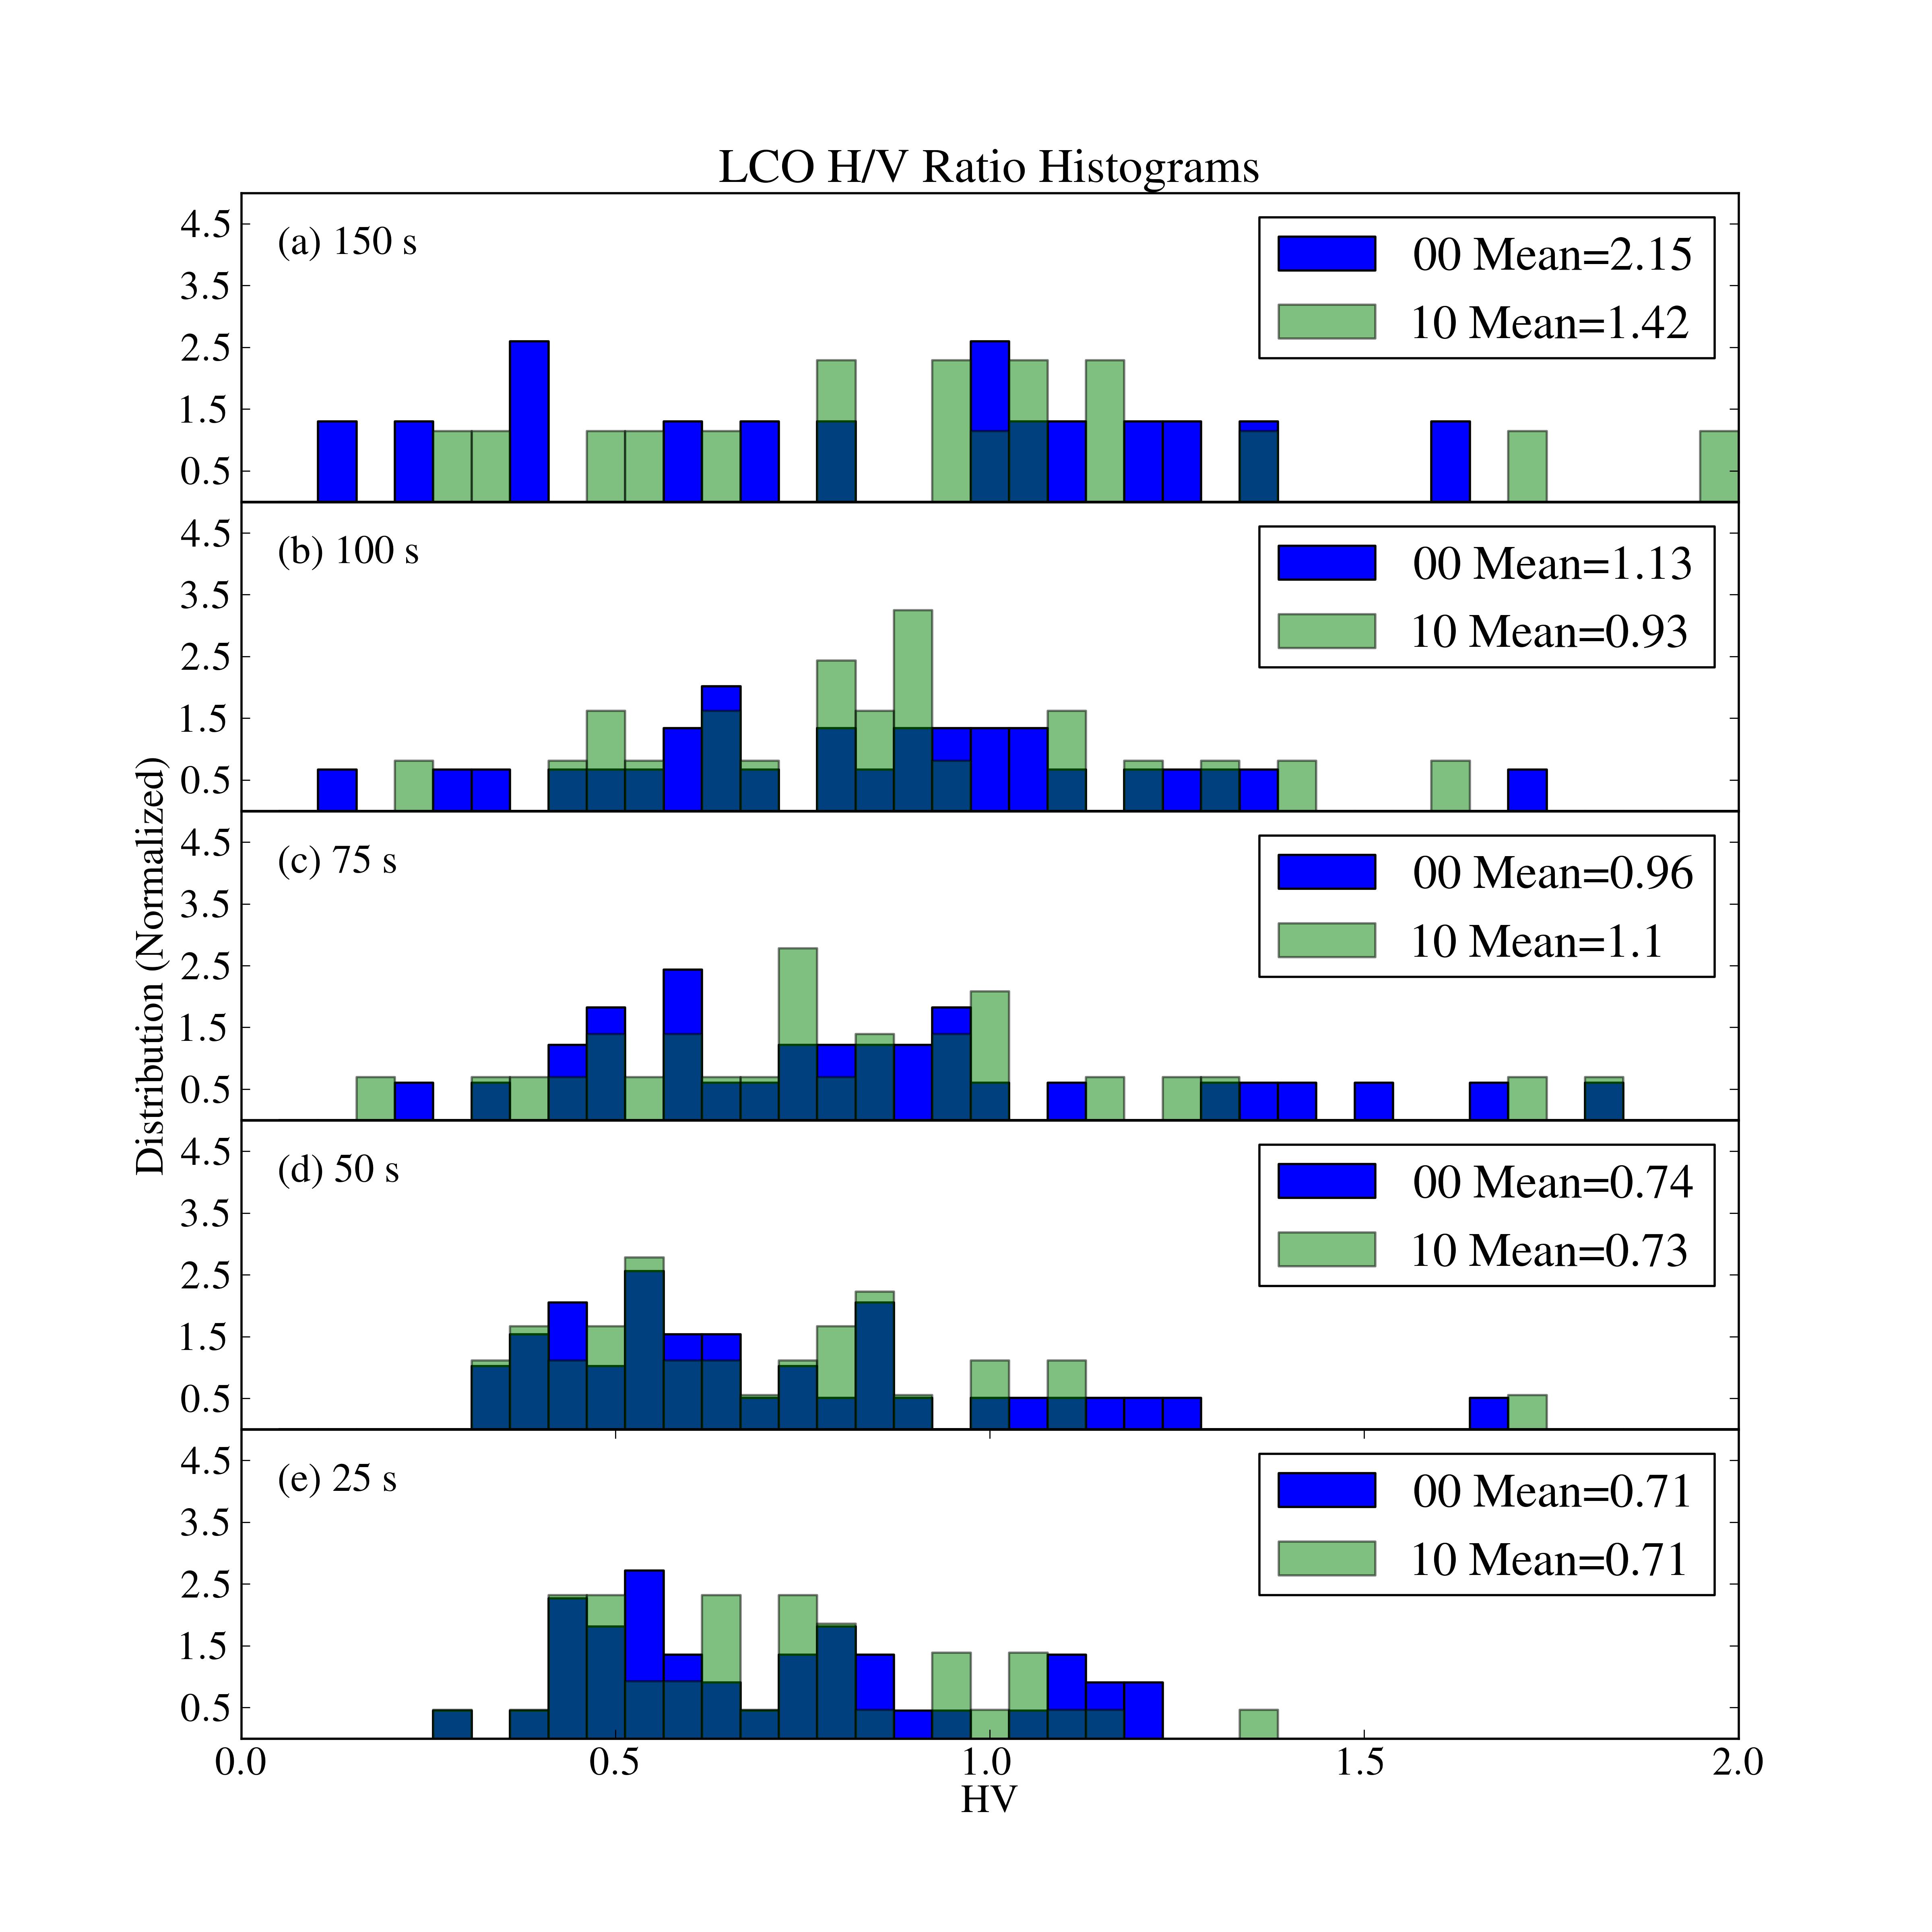 LCO H/V Ratio Histograms
Distribution (Normalized)
4.5
3.5
2.5
1.5
0.5
(a) 150 s
00 Mean=2.15
10 Mean=1.42
4.5
3.5
2.5
1.5
0.5
(b) 100 s
00 Mean=1.13
10 Mean=0.93
4.5
3.5
2.5
1.5
0.5
(c) 75 s
00 Mean=0.96
10 Mean=1.1
4.5
3.5
2.5
1.5
0.5
(d) 50 s
00 Mean=0.74
10 Mean=0.73
4.5
3.5
2.5
1.5
0.5
(e) 25 s
00 Mean=0.71
10 Mean=0.71
0.0 0.5 1.0 1.5 2.0
HV